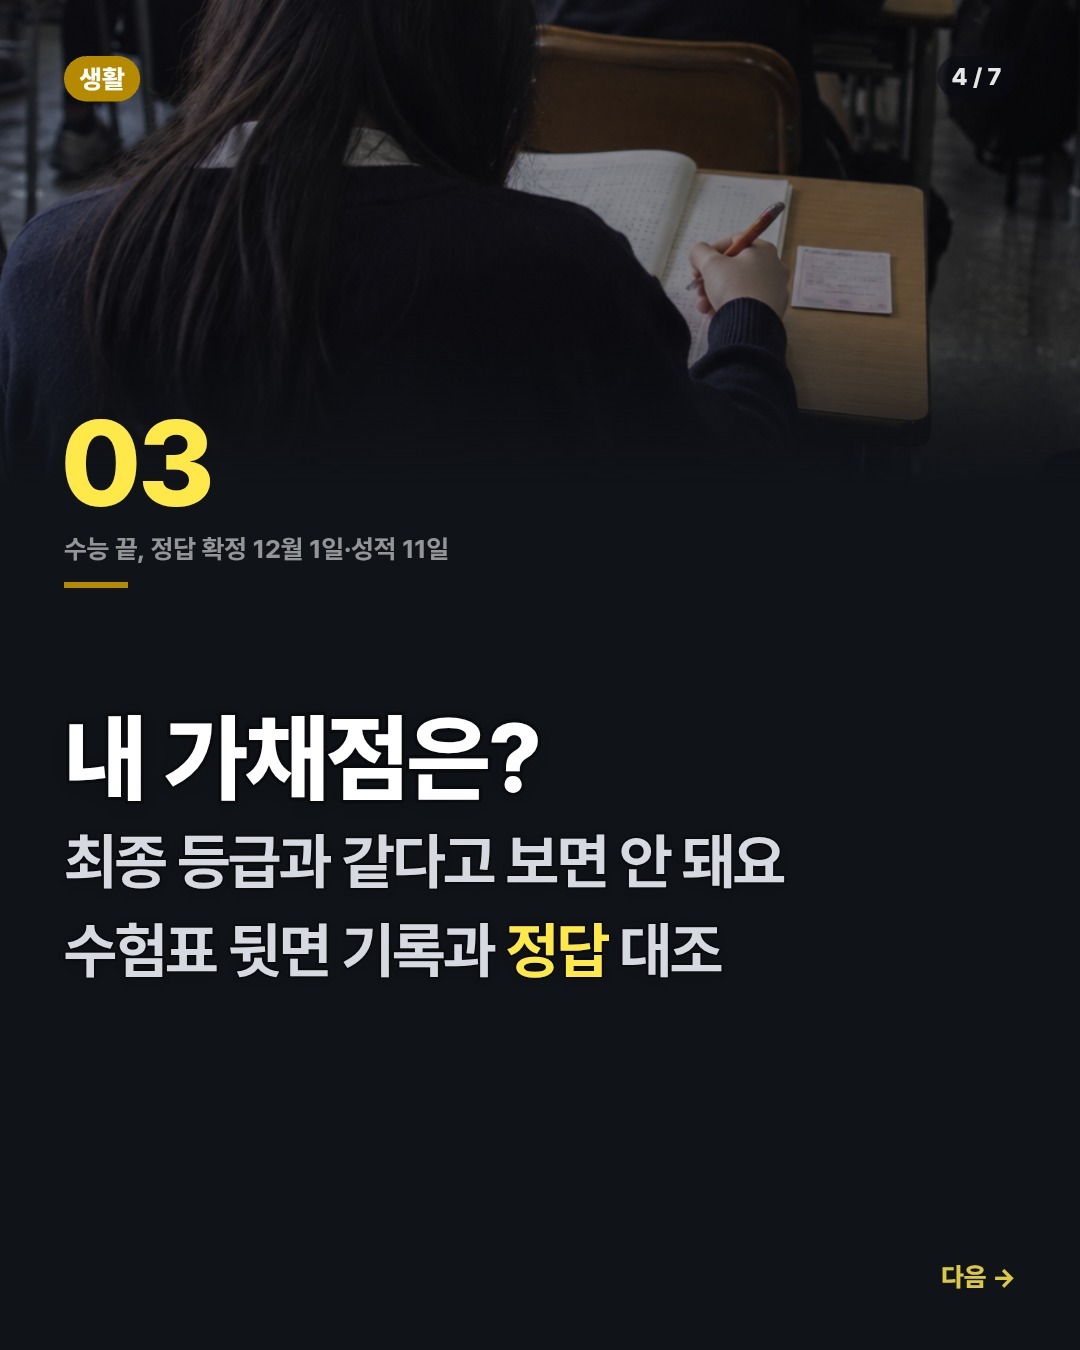 생활
4 / 7
03
수능 끝, 정답 확정 12월 1일·성적 11일
내 가채점은?
최종 등급과 같다고 보면 안 돼요
수험표 뒷면 기록과 정답 대조
다음 →